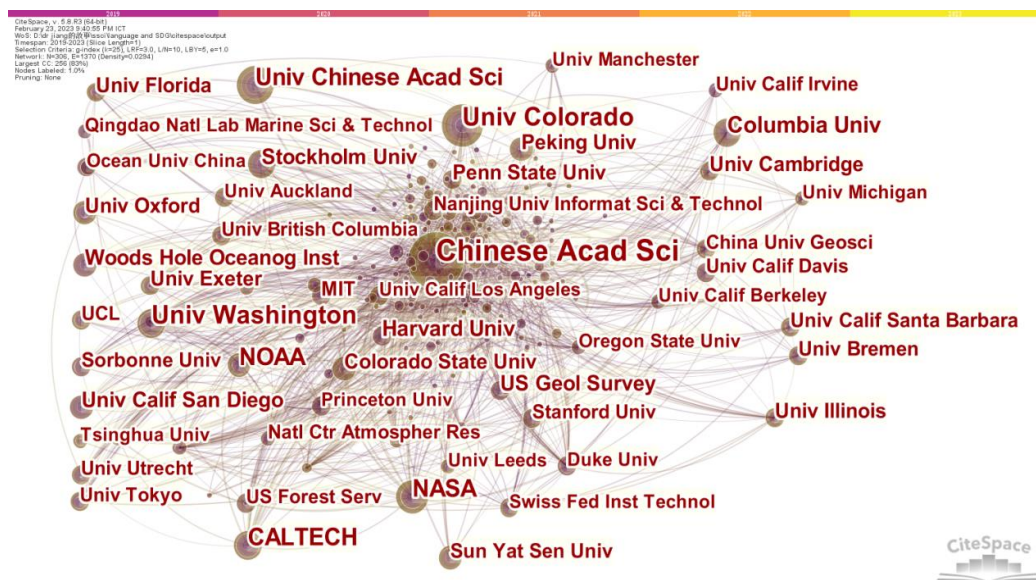 2019 2020 2021 2022 2023
CiteSpace, v. 5.8.R3 (64-bit)
February 23, 2023 9:40:55 PM ICT
Timespan: 2019-2023 (Slice Length=1)
Selection Criteria: g-index (k=25), LRF=3.0, L/N=10, LBY=5, e=1.0
Network: N=306, E=1370 (Density=0.0294)
Largest CC: 256 (83%)
Nodes Labeled: 1.0%
Pruning: None
Univ Manchester
Univ Florida
Univ Chinese Acad Sci
Univ Calif Irvine
Qingdao Natl Lab Marine Sci & Technol
Univ Colorado
Columbia Univ
Peking Univ
Ocean Univ China
Stockholm Univ
Penn State Univ
Univ Cambridge
Univ Auckland
Univ Michigan
Univ Oxford
Nanjing Univ Informat Sci & Technol
Univ British Columbia
Chinese Acad Sci
China Univ Geosci
Woods Hole Oceanog Inst
Univ Calif Davis
Univ Exeter
MIT
Univ Calif Los Angeles
Univ Calif Berkeley
UCL
Univ Washington
Harvard Univ
Univ Calif Santa Barbara
Oregon State Univ
Univ Bremen
Sorbonne Univ
NOAA
Colorado State Univ
US Geol Survey
Univ Calif San Diego
Princeton Univ
Stanford Univ
Univ Illinois
Tsinghua Univ
Natl Ctr Atmospher Res
Univ Leeds
Duke Univ
Univ Utrecht
Univ Tokyo
US Forest Serv
NASA
Swiss Fed Inst Technol
CALTECH
Sun Yat Sen Univ
CiteSpace